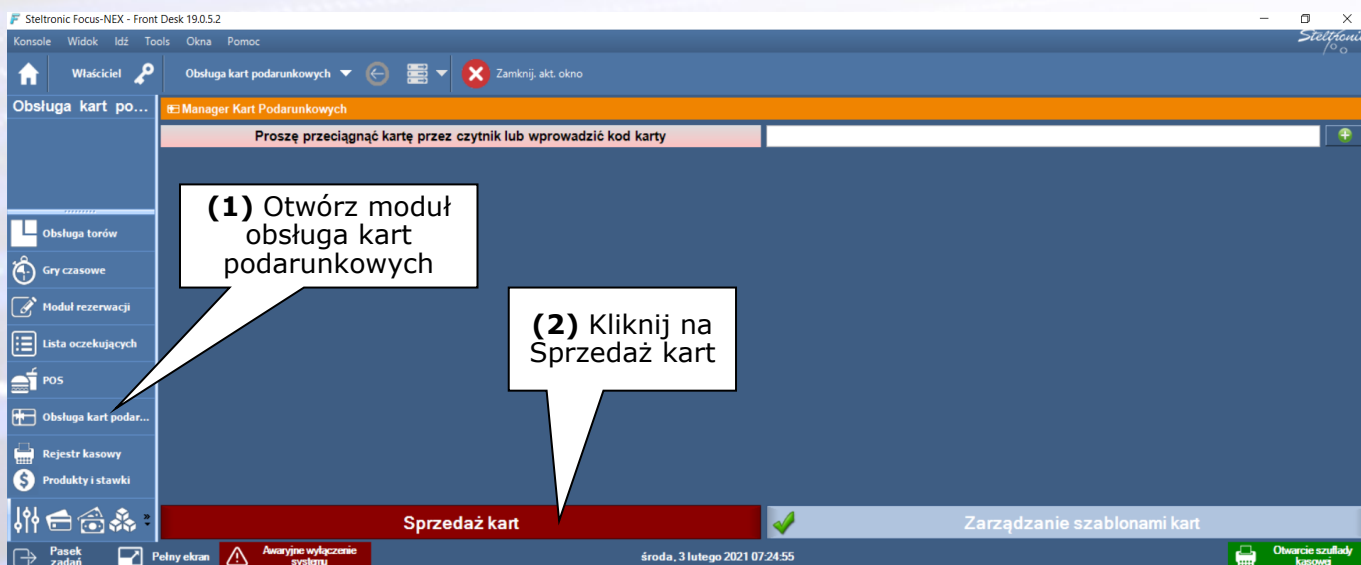 Steltronic Focus-NEX - Front Desk 19.0.5.2
Konsole Widok Idź Tools Okna Pomoc
Steltronic
Właściciel Obsługa kart podarunkowych Zamknij. akt. okno
Obsługa kart po...
Manager Kart Podarunkowych
Proszę przeciągnąć kartę przez czytnik lub wprowadzić kod karty
(1) Otwórz moduł
obsługa kart
podarunkowych
Obsługa torów
Gry czasowe
Moduł rezerwacji
Lista oczekujących
POS
Obsługa kart podar...
Rejestr kasowy
Produkty i stawki
(2) Kliknij na
Sprzedaż kart
Sprzedaż kart
Zarządzanie szablonami kart
Pasek
zadań
Pełny ekran
Awaryjne wyłączenie
systemu
środa, 3 lutego 2021 07:24:55
Otwarcie szuflady
kasowej